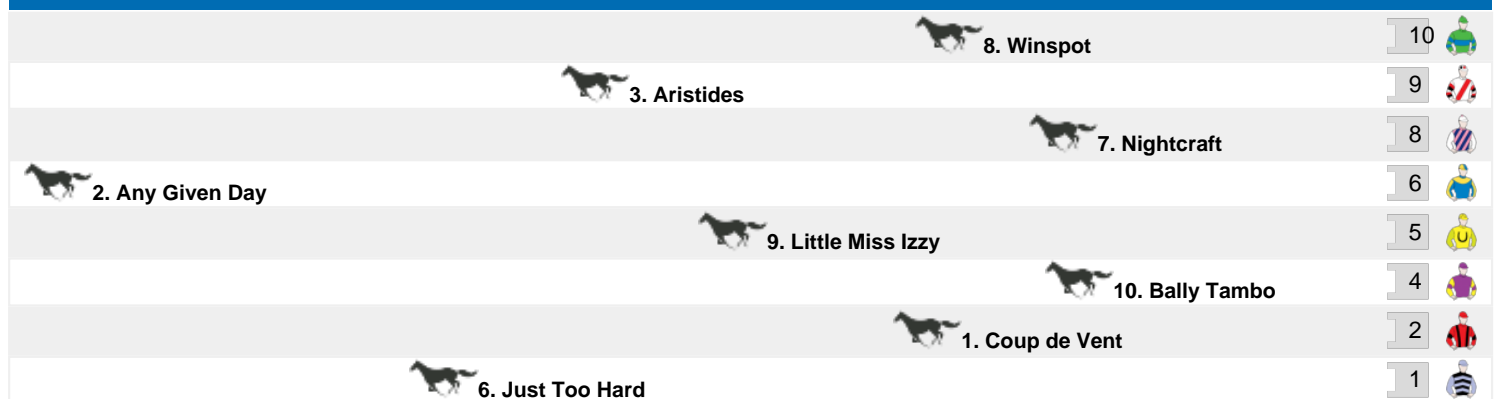 8. Winspot 10
3. Aristides 9
7. Nightcraft 8
2. Any Given Day 6
9. Little Miss Izzy 5 U
10. Bally Tambo 4
1. Coup de Vent 2
6. Just Too Hard 1